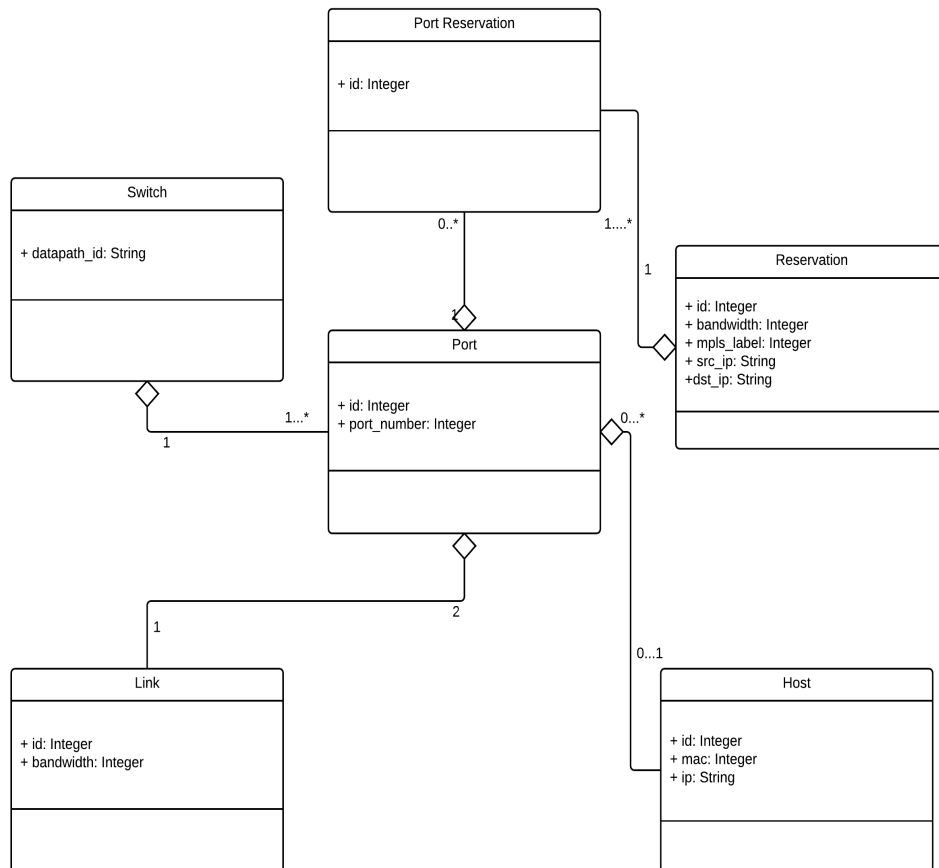 Port Reservation
+ id: Integer
Switch
+ datapath_id: String
0..*
1....*
1
Reservation
+ id: Integer
+ bandwidth: Integer
+ mpls_label: Integer
+ src_ip: String
+dst_ip: String
1
Port
+ id: Integer
+ port_number: Integer
1...*
1
0...*
2
1
0...1
Link
+ id: Integer
+ bandwidth: Integer
Host
+ id: Integer
+ mac: Integer
+ ip: String